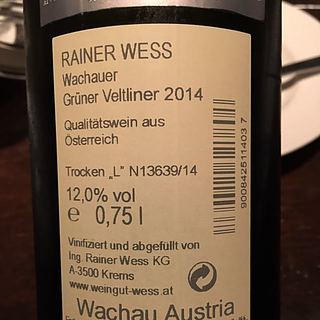 RAINER WESS
Wachauer
Grüner Veltliner 2014
Qualitätswein aus
Österreich
Trocken „L" N13639/14
12,0% vol
e 0,75 l
Vinifiziert und abgefüllt von
Ing. Rainer Wess KG
A-3500 Krems
www.weingut-wess.at
Wachau Austria
9008425114037